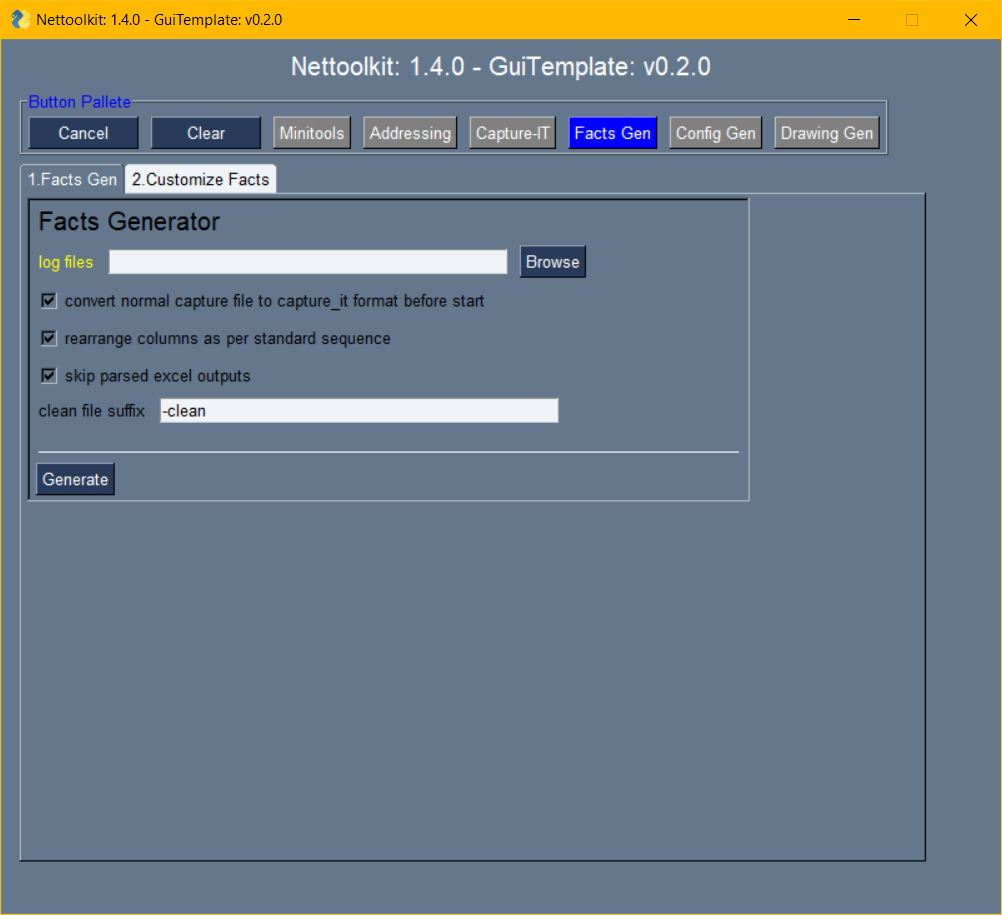 Nettoolkit: 1.4.0 - GuiTemplate: v0.2.0
Nettoolkit: 1.4.0 - GuiTemplate: v0.2.0
Button Pallete
Cancel Clear Minitools Addressing Capture-IT Facts Gen Config Gen Drawing Gen
1.Facts Gen 2.Customize Facts
Facts Generator
log files Browse
convert normal capture file to capture_it format before start
rearrange columns as per standard sequence
skip parsed excel outputs
clean file suffix -clean
Generate